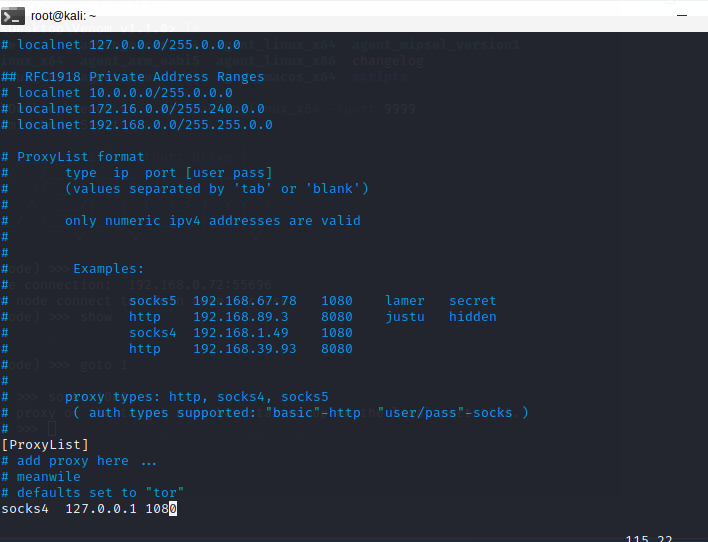 root@kali: ~
# localnet 127.0.0.0/255.0.0.0
## RFC1918 Private Address Ranges
# localnet 10.0.0.0/255.0.0.0
# localnet 172.16.0.0/255.240.0.0
# localnet 192.168.0.0/255.255.0.0
# ProxyList format
#       type  ip  port [user pass]
#       (values separated by 'tab' or 'blank')
#
#       only numeric ipv4 addresses are valid
#
#
#        Examples:
#
#               socks5  192.168.67.78   1080    lamer   secret
#               http    192.168.89.3    8080    justu   hidden
#               socks4  192.168.1.49    1080
#               http    192.168.39.93   8080
#
#
#       proxy types: http, socks4, socks5
#        ( auth types supported: "basic"-http  "user/pass"-socks )
#
[ProxyList]
# add proxy here ...
# meanwile
# defaults set to "tor"
socks4  127.0.0.1 1080
115,22